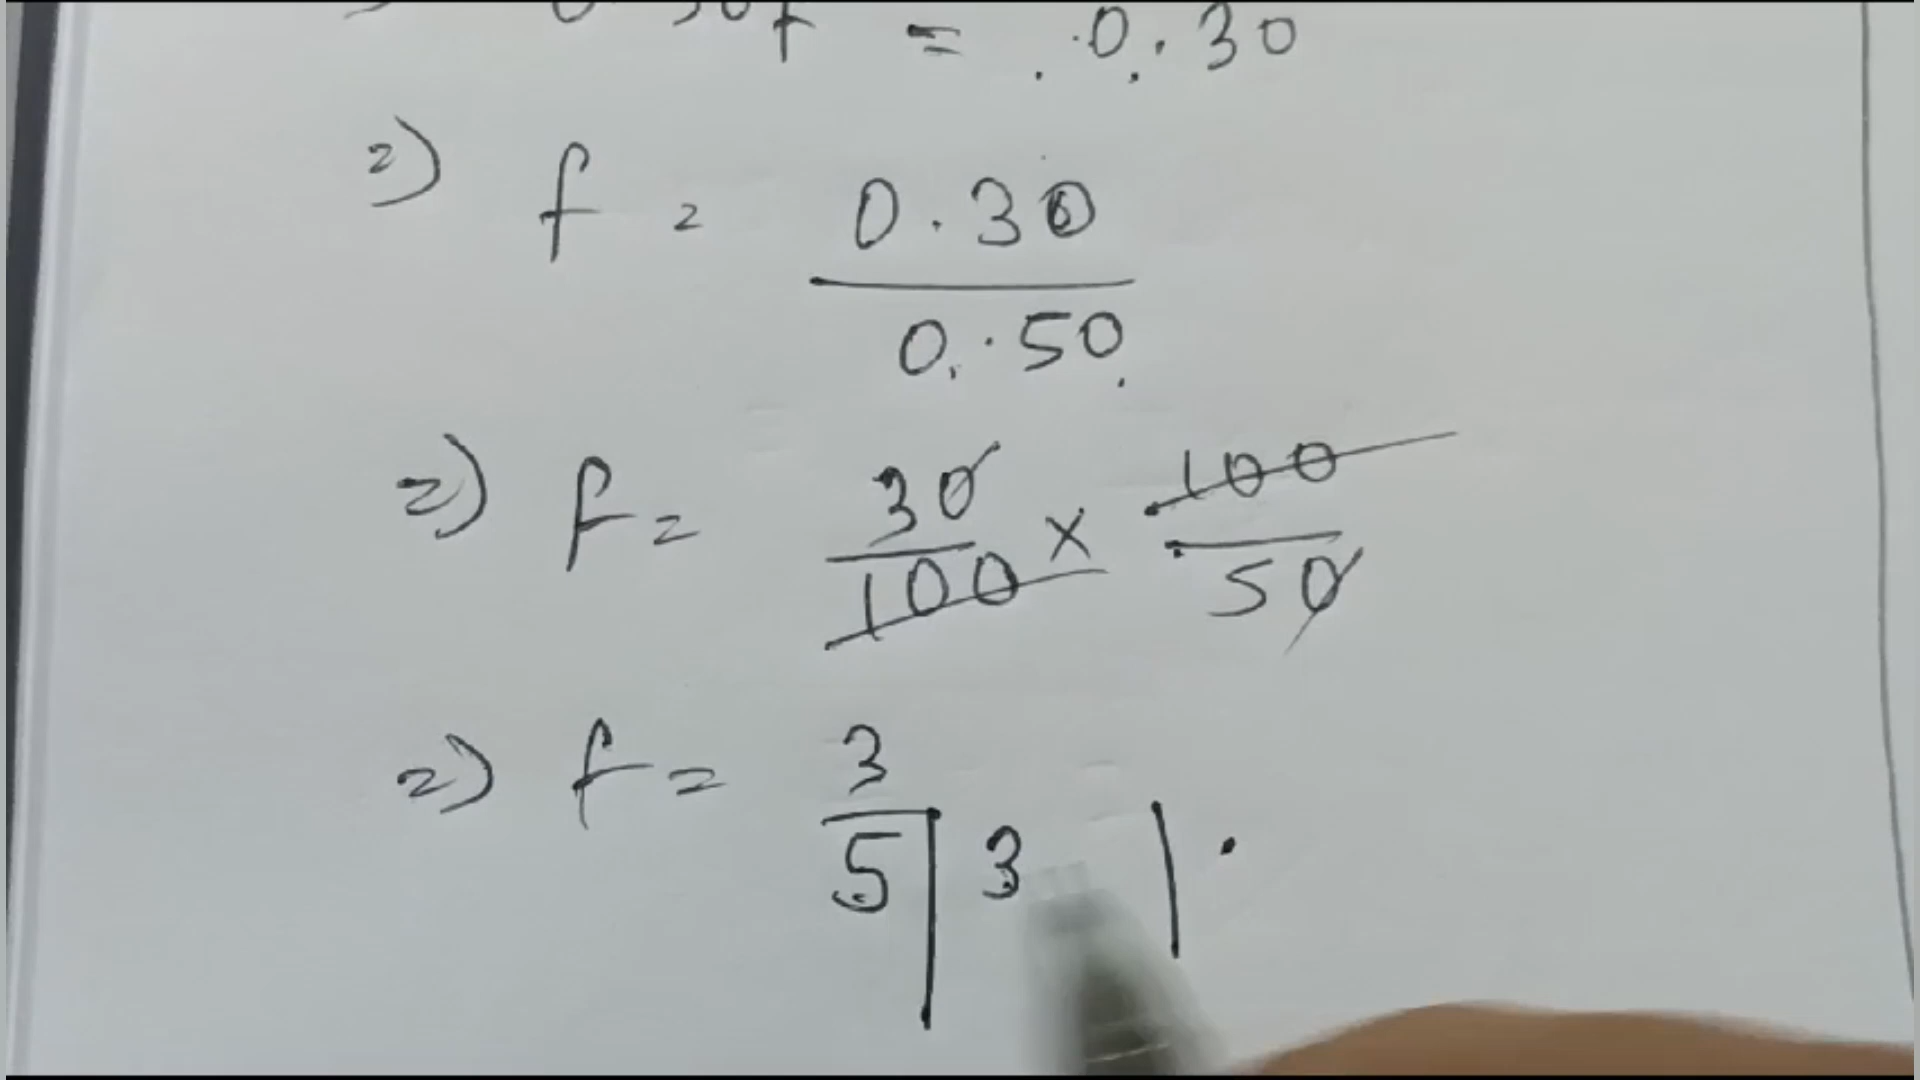 f = 0.30
=) f = 0.30 / 0.50
=) f = 30/100 × 100/50
=) f = 3/5 | 3 | .